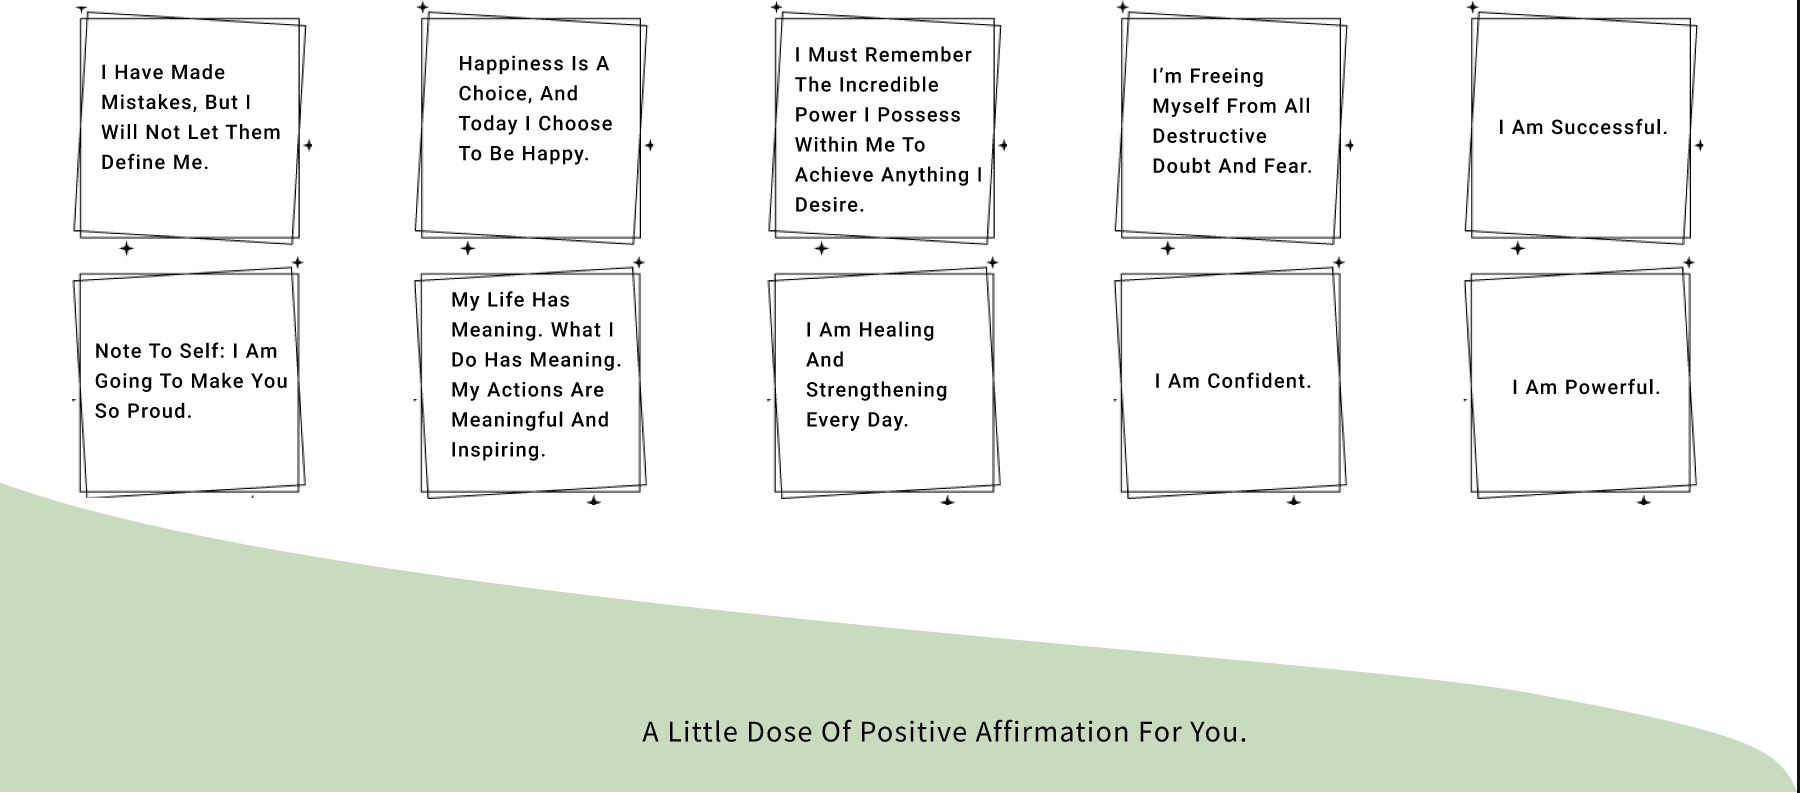 I Have Made
Mistakes, But I
Will Not Let Them
Define Me.
Happiness Is A
Choice, And
Today I Choose
To Be Happy.
I Must Remember
The Incredible
Power I Possess
Within Me To
Achieve Anything I
Desire.
I’m Freeing
Myself From All
Destructive
Doubt And Fear.
I Am Successful.
Note To Self: I Am
Going To Make You
So Proud.
My Life Has
Meaning. What I
Do Has Meaning.
My Actions Are
Meaningful And
Inspiring.
I Am Healing
And
Strengthening
Every Day.
I Am Confident.
I Am Powerful.
A Little Dose Of Positive Affirmation For You.